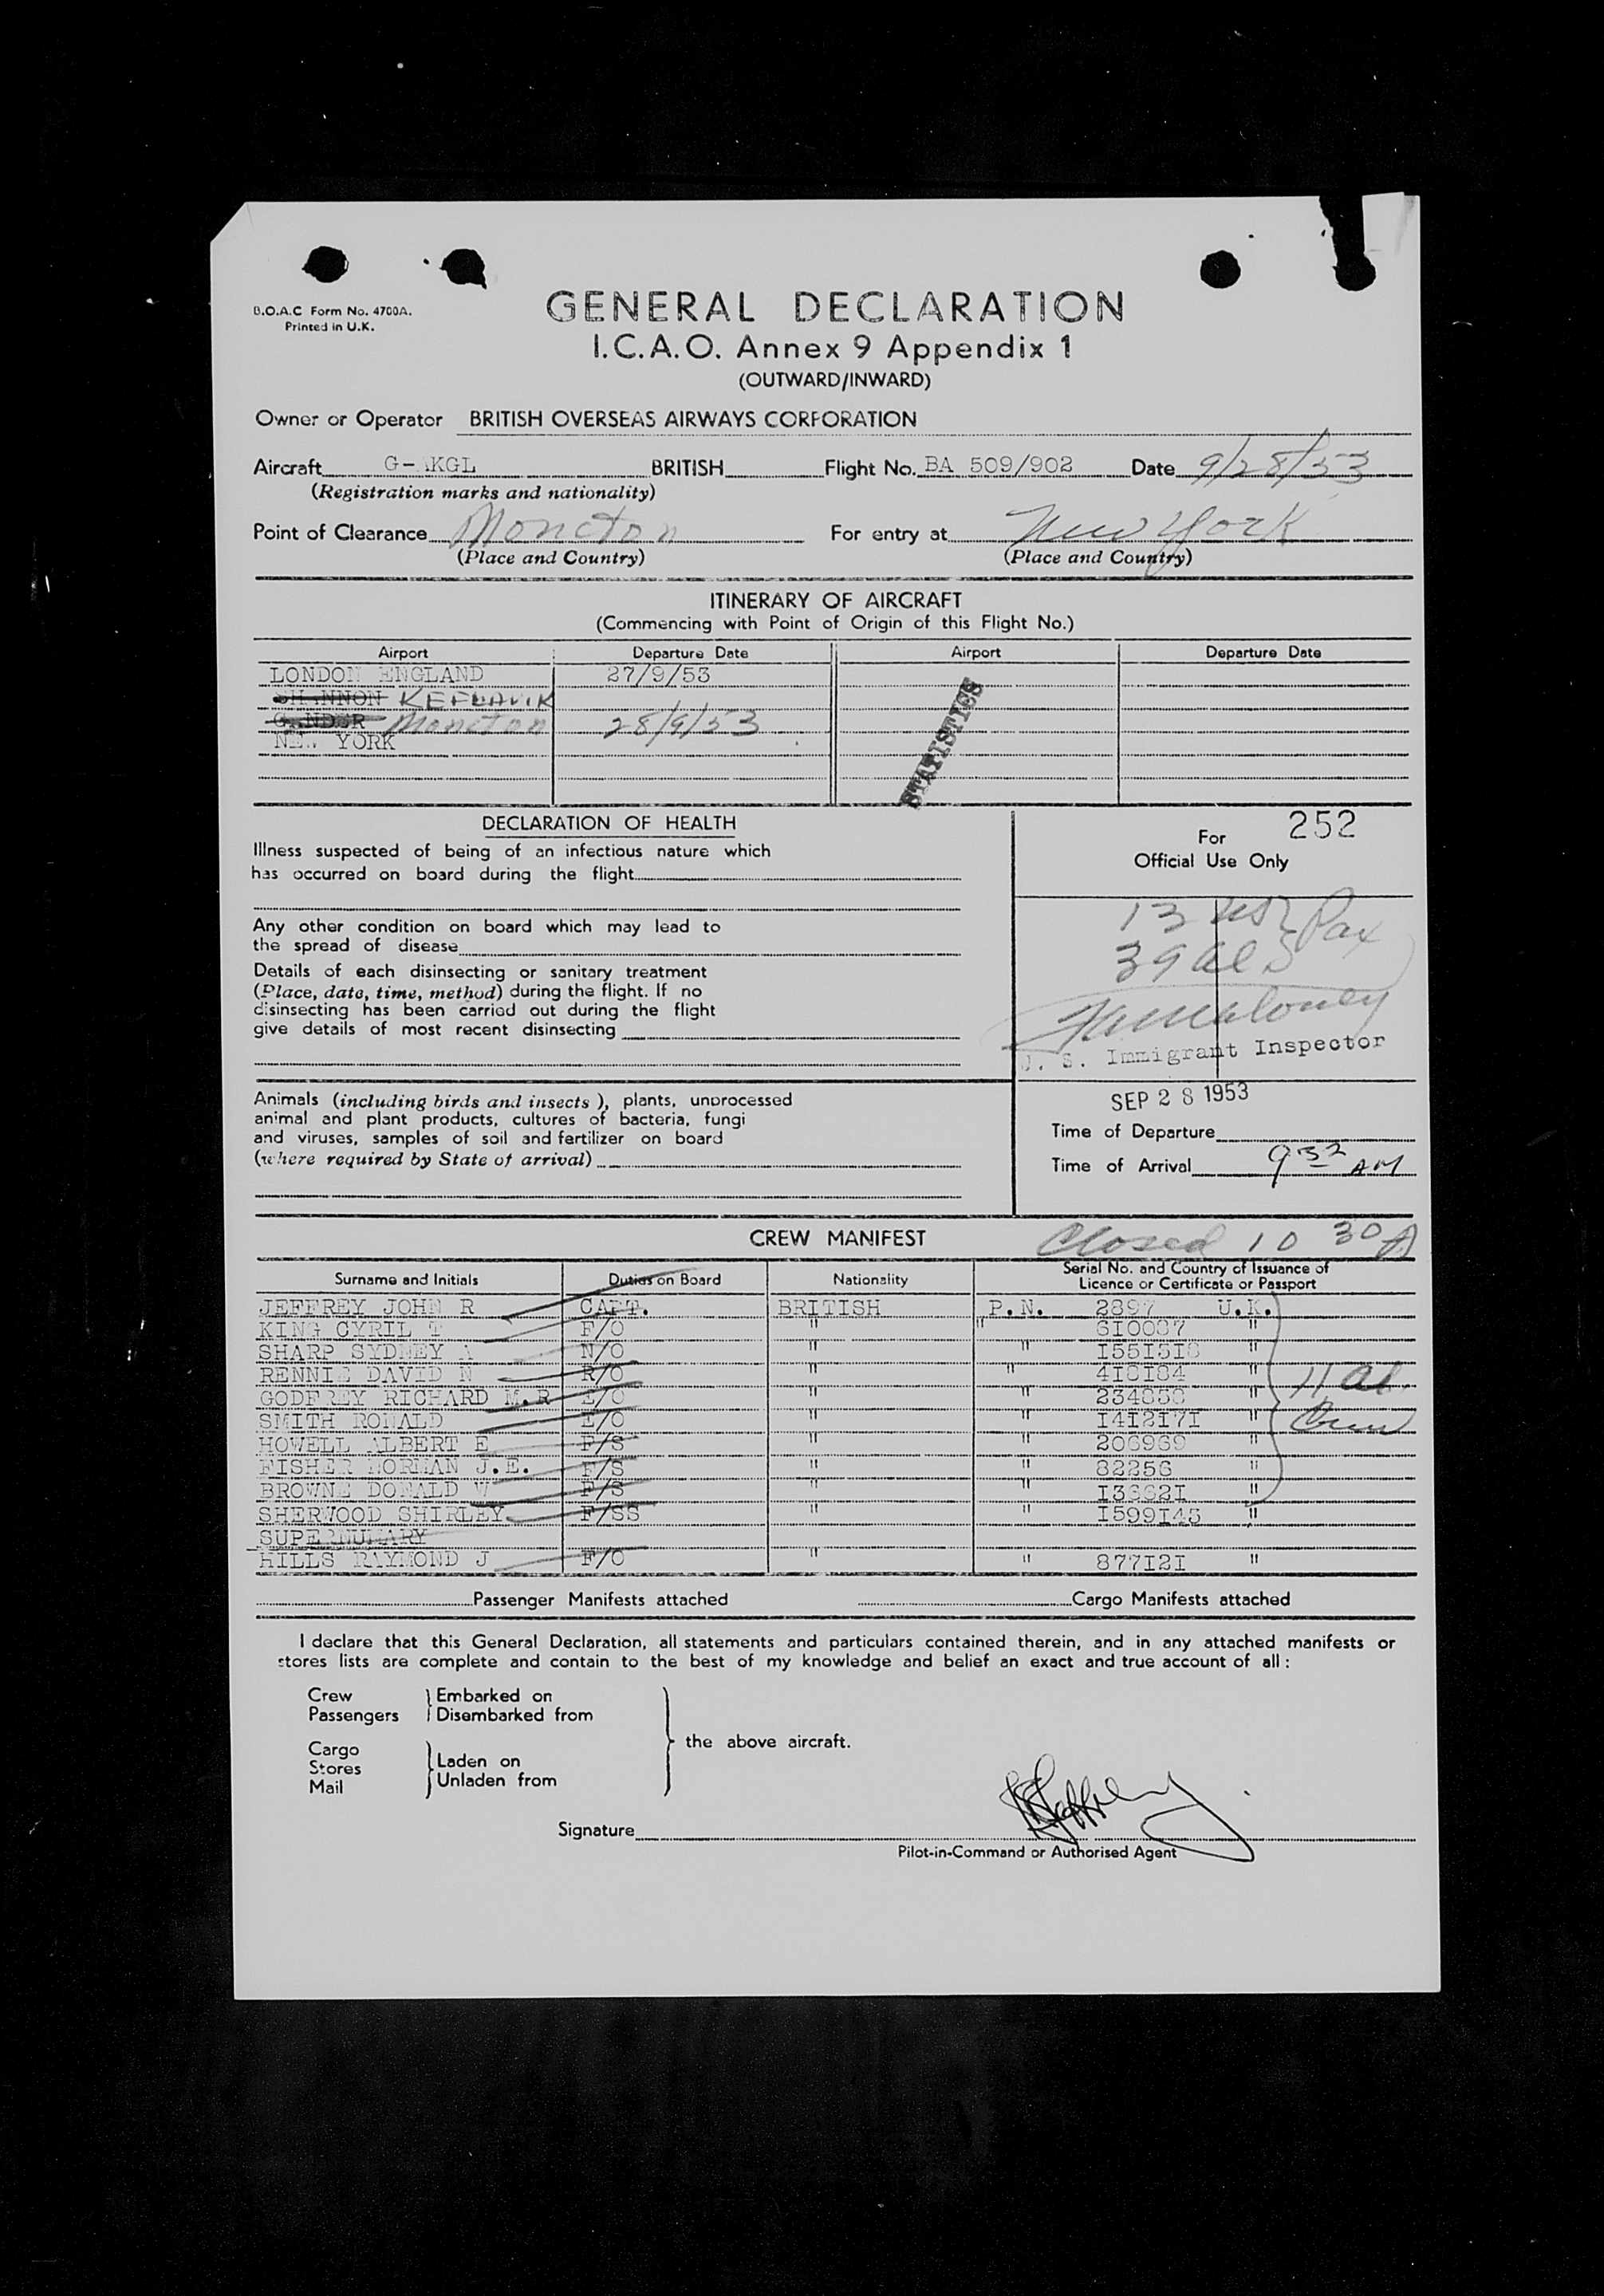 B.O.A.C Form No. 4700A.
Printed in U.K.
GENERAL DECLARATION
I.C.A.O. Annex 9 Appendix 1
(OUTWARD/INWARD)
Owner or Operator BRITISH OVERSEAS AIRWAYS CORPORATION
Aircraft G- KGL BRITISH Flight No. BA 509/902 Date 9/28/53
(Registration marks and nationality)
Point of Clearance Moncton For entry at New York
(Place and Country) (Place and Country)
ITINERARY OF AIRCRAFT
(Commencing with Point of Origin of this Flight No.)
Airport Departure Date Airport Departure Date
LONDON ENGLAND 27/9/53
SHANNON KEFLAVIK
GANDER Moncton 28/9/53
NEW YORK
STATISTICS
DECLARATION OF HEALTH
Illness suspected of being of an infectious nature which
has occurred on board during the flight
Any other condition on board which may lead to
the spread of disease
Details of each disinsecting or sanitary treatment
(Place, date, time, method) during the flight. If no
disinsecting has been carried out during the flight
give details of most recent disinsecting
Animals (including birds and insects), plants, unprocessed
animal and plant products, cultures of bacteria, fungi
and viruses, samples of soil and fertilizer on board
(where required by State of arrival)
For 252
Official Use Only
13 Pax
39 als
U. S. Immigrant Inspector
SEP 28 1953
Time of Departure
Time of Arrival 9 52 AM
CREW MANIFEST Closed 10 30 A
Surname and Initials Duties on Board Nationality Serial No. and Country of Issuance of
Licence or Certificate or Passport
JEFFREY JOHN R CAPT. BRITISH P.N. 2897 U.K.
KING CYRIL T F/O " " "
SHARP SYDNEY A N/O " " "
RENNIE DAVID N R/O " " 418184 "
GODFREY RICHARD M.R E/O " " "
SMITH RONALD E/O " " I4I2I7I "
HOWELL ALBERT E F/S " " 206969 "
FISHER NORMAN J.E. F/S " " 82256 "
BROWNE DONALD W F/S " " "
SHERWOOD SHIRLEY F/SS " " I599I45 "
SUPERNUMARY
HILLS RAYMOND J F/O " " 877I2I "
11 al.
Crew
Passenger Manifests attached Cargo Manifests attached
I declare that this General Declaration, all statements and particulars contained therein, and in any attached manifests or
stores lists are complete and contain to the best of my knowledge and belief an exact and true account of all:
Crew Embarked on
Passengers Disembarked from
the above aircraft.
Cargo
Stores Laden on
Mail Unladen from
Signature Jeffrey
Pilot-in-Command or Authorised Agent